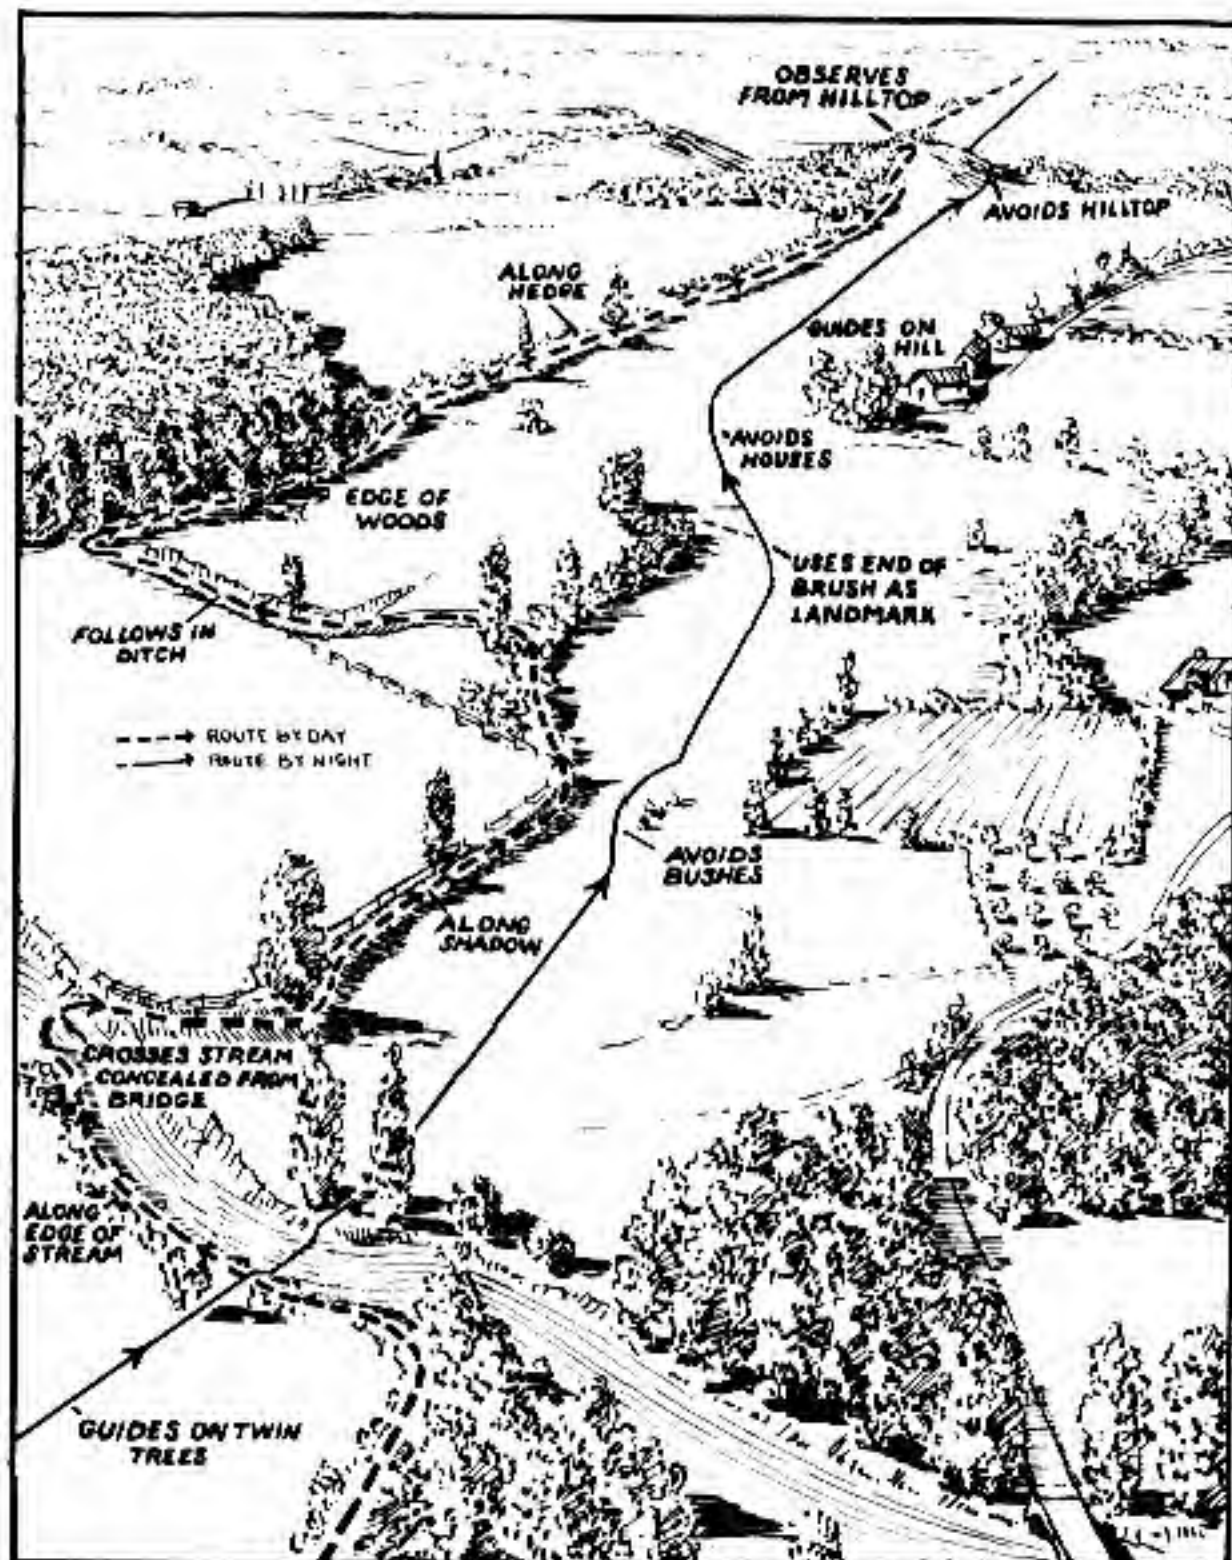 OBSERVES
FROM HILLTOP
AVOIDS HILLTOP
ALONG
HEDGE
GUIDES ON
HILL
AVOIDS
HOUSES
EDGE OF
WOODS
USES END OF
BRUSH AS
LANDMARK
FOLLOWS IN
DITCH
ROUTE BY DAY
ROUTE BY NIGHT
AVOIDS
BUSHES
ALONG
SHADOW
CROSSES STREAM
CONCEALED FROM
BRIDGE
ALONG
EDGE OF
STREAM
GUIDES ON TWIN
TREES